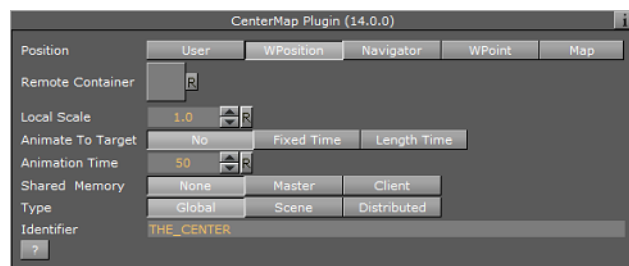 CenterMap Plugin (14.0.0) i
Position User WPosition Navigator WPoint Map
Remote Container R
Local Scale 1.0 R
Animate To Target No Fixed Time Length Time
Animation Time 50 R
Shared Memory None Master Client
Type Global Scene Distributed
Identifier THE_CENTER
?